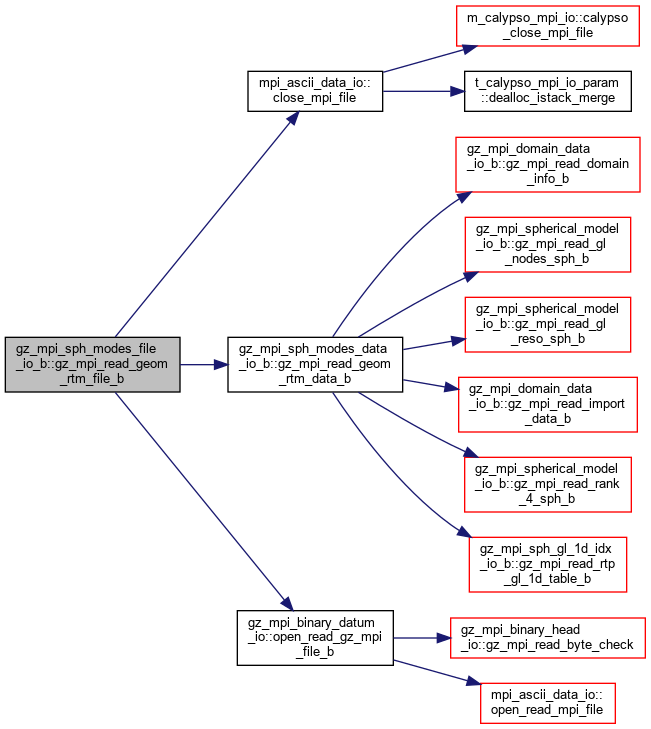 m_calypso_mpi_io::calypso
_close_mpi_file
mpi_ascii_data_io::
close_mpi_file
t_calypso_mpi_io_param
::dealloc_istack_merge
gz_mpi_domain_data
_io_b::gz_mpi_read_domain
_info_b
gz_mpi_spherical_model
_io_b::gz_mpi_read_gl
_nodes_sph_b
gz_mpi_spherical_model
_io_b::gz_mpi_read_gl
_reso_sph_b
gz_mpi_sph_modes_file
_io_b::gz_mpi_read_geom
_rtm_file_b
gz_mpi_sph_modes_data
_io_b::gz_mpi_read_geom
_rtm_data_b
gz_mpi_domain_data
_io_b::gz_mpi_read_import
_data_b
gz_mpi_spherical_model
_io_b::gz_mpi_read_rank
_4_sph_b
gz_mpi_sph_gl_1d_idx
_io_b::gz_mpi_read_rtp
_gl_1d_table_b
gz_mpi_binary_datum
_io::open_read_gz_mpi
_file_b
gz_mpi_binary_head
_io::gz_mpi_read_byte_check
mpi_ascii_data_io::
open_read_mpi_file